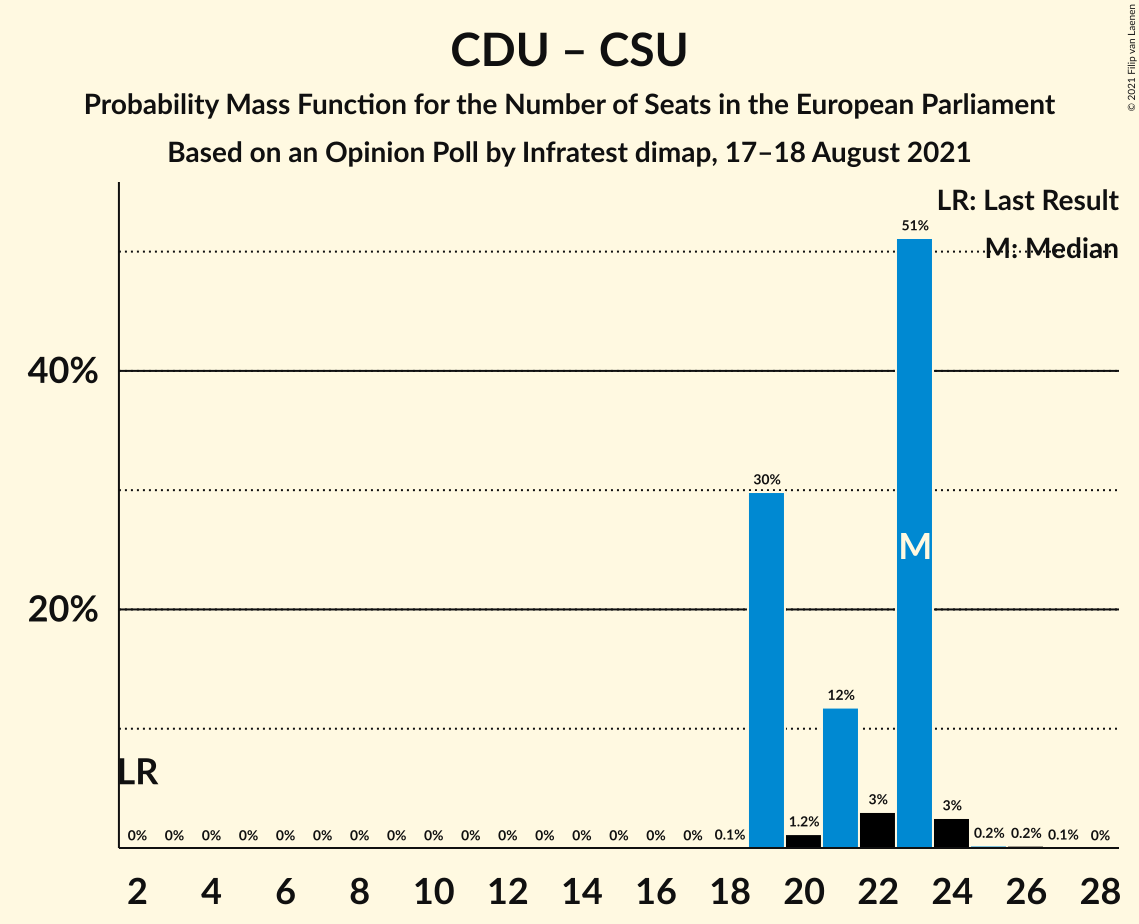 CDU – CSU
Probability Mass Function for the Number of Seats in the European Parliament
Based on an Opinion Poll by Infratest dimap, 17–18 August 2021
© 2021 Filip van Laenen
LR: Last Result
M: Median
51%
40%
30%
M
20%
12%
LR
0% 0% 0% 0% 0% 0% 0% 0% 0% 0% 0% 0% 0% 0% 0% 0% 0.1% 1.2% 3% 3% 0.2% 0.2% 0.1% 0%
2 4 6 8 10 12 14 16 18 20 22 24 26 28